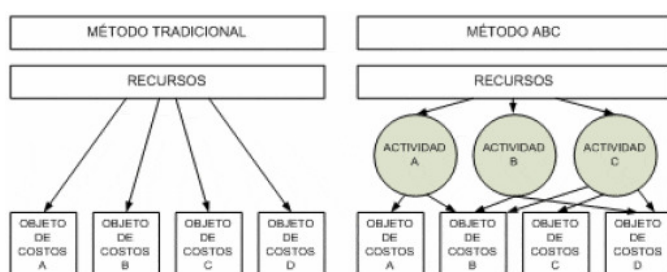 MÉTODO TRADICIONAL
RECURSOS
OBJETO
DE
COSTOS
A
OBJETO
DE
COSTOS
B
OBJETO
DE
COSTOS
C
OBJETO
DE
COSTOS
D
MÉTODO ABC
RECURSOS
ACTIVIDAD
A
ACTIVIDAD
B
ACTIVIDAD
C
OBJETO
DE
COSTOS
A
OBJETO
DE
COSTOS
B
OBJETO
DE
COSTOS
C
OBJETO
DE
COSTOS
D